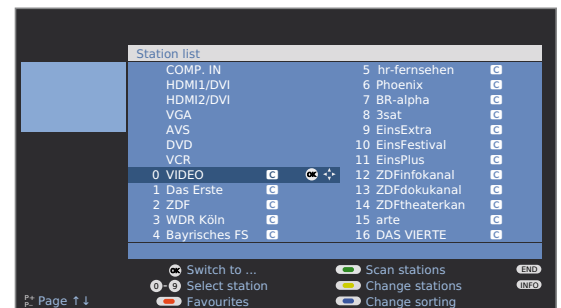 Station list
COMP. IN
HDMI1/DVI
HDMI2/DVI
VGA
AVS
DVD
VCR
0 VIDEO C OK
1 Das Erste C
2 ZDF C
3 WDR Köln C
4 Bayrisches FS C
5 hr-fernsehen C
6 Phoenix C
7 BR-alpha C
8 3sat C
9 EinsExtra C
10 EinsFestival C
11 EinsPlus C
12 ZDFinfokanal C
13 ZDFdokukanal C
14 ZDFtheaterkan C
15 arte C
16 DAS VIERTE C
OK Switch to ...
0-9 Select station
Favourites
Scan stations END
Change stations INFO
Change sorting
P+
P- Page ↑↓